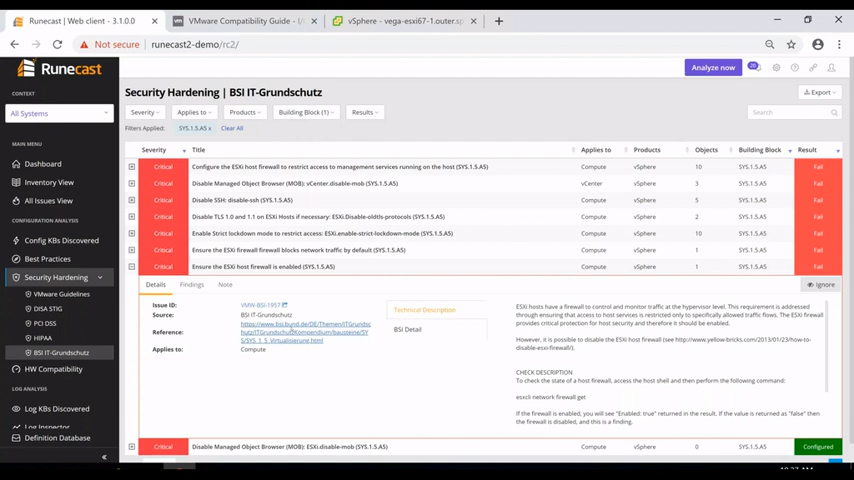 Runecast | Web client - 3.1.0.0
VMware Compatibility Guide - I/
vSphere - vega-esxi67-1.outer.sp
Not secure
runecast2-demo/rc2/
Runecast
Analyze now
20
CONTEXT
All Systems
MAIN MENU
Dashboard
Inventory View
All Issues View
CONFIGURATION ANALYSIS
Config KBs Discovered
Best Practices
Security Hardening
VMware Guidelines
DISA STIG
PCI DSS
HIPAA
BSI IT-Grundschutz
HW Compatibility
LOG ANALYSIS
Log KBs Discovered
Log Inspector
Definition Database
Security Hardening | BSI IT-Grundschutz
Export
Severity
Applies to
Products
Building Block (1)
Results
Search
Filters Applied:
SYS.1.5.A5 x
Clear All
Severity Title Applies to Products Objects Building Block Result
Critical Configure the ESXi host firewall to restrict access to management services running on the host (SYS.1.5.A5) Compute vSphere 10 SYS.1.5.A5 Fail
Critical Disable Managed Object Browser (MOB): vCenter.disable-mob (SYS.1.5.A5) vCenter vSphere 3 SYS.1.5.A5 Fail
Critical Disable SSH: disable-ssh (SYS.1.5.A5) Compute vSphere 5 SYS.1.5.A5 Fail
Critical Disable TLS 1.0 and 1.1 on ESXi Hosts if necessary: ESXi.Disable-oldtls-protocols (SYS.1.5.A5) Compute vSphere 2 SYS.1.5.A5 Fail
Critical Enable Strict lockdown mode to restrict access: ESXi.enable-strict-lockdown-mode (SYS.1.5.A5) Compute vSphere 10 SYS.1.5.A5 Fail
Critical Ensure the ESXi firewall firewall blocks network traffic by default (SYS.1.5.A5) Compute vSphere 1 SYS.1.5.A5 Fail
Critical Ensure the ESXi host firewall is enabled (SYS.1.5.A5) Compute vSphere 1 SYS.1.5.A5 Fail
Details
Findings
Note
Ignore
Issue ID: VMW-BSI-1957
Source: BSI IT-Grundschutz
Reference: https://www.bsi.bund.de/DE/Themen/ITGrundsc
hutz/ITGrundschutzKompendium/bausteine/SY
S/SYS_1_5_Virtualisierung.html
Applies to: Compute
Technical Description
BSI Detail
ESXi hosts have a firewall to control and monitor traffic at the hypervisor level. This requirement is addressed
through ensuring that access to host services is restricted only to specifically allowed traffic flows. The ESXi firewall
provides critical protection for host security and therefore it should be enabled.
However, it is possible to disable the ESXi host firewall (see http://www.yellow-bricks.com/2013/01/23/how-to-
disable-esxi-firewall/).
CHECK DESCRIPTION
To check the state of a host firewall, access the host shell and then perform the following command:
esxcli network firewall get
If the firewall is enabled, you will see "Enabled: true" returned in the result. If the value is returned as "false" then
the firewall is disabled, and this is a finding.
Critical Disable Managed Object Browser (MOB): ESXi.disable-mob (SYS.1.5.A5) Compute vSphere 0 SYS.1.5.A5 Configured